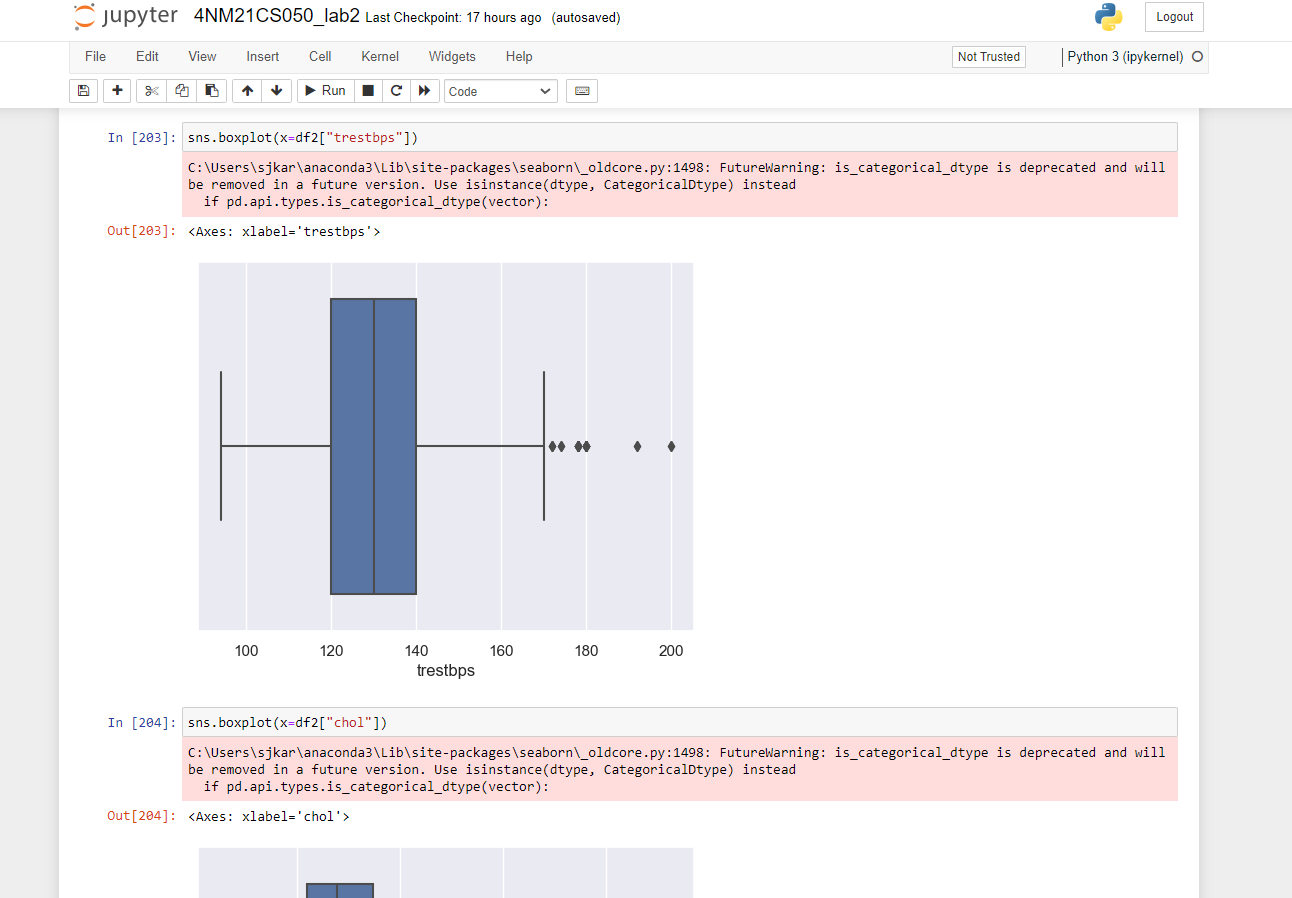 jupyter 4NM21CS050_lab2 Last Checkpoint: 17 hours ago (autosaved) Logout
File Edit View Insert Cell Kernel Widgets Help Not Trusted Python 3 (ipykernel)
Run Code
In [203]: sns.boxplot(x=df2["trestbps"])
C:\Users\sjkar\anaconda3\Lib\site-packages\seaborn\_oldcore.py:1498: FutureWarning: is_categorical_dtype is deprecated and will
be removed in a future version. Use isinstance(dtype, CategoricalDtype) instead
if pd.api.types.is_categorical_dtype(vector):
Out[203]: <Axes: xlabel='trestbps'>
100 120 140 160 180 200
trestbps
In [204]: sns.boxplot(x=df2["chol"])
C:\Users\sjkar\anaconda3\Lib\site-packages\seaborn\_oldcore.py:1498: FutureWarning: is_categorical_dtype is deprecated and will
be removed in a future version. Use isinstance(dtype, CategoricalDtype) instead
if pd.api.types.is_categorical_dtype(vector):
Out[204]: <Axes: xlabel='chol'>